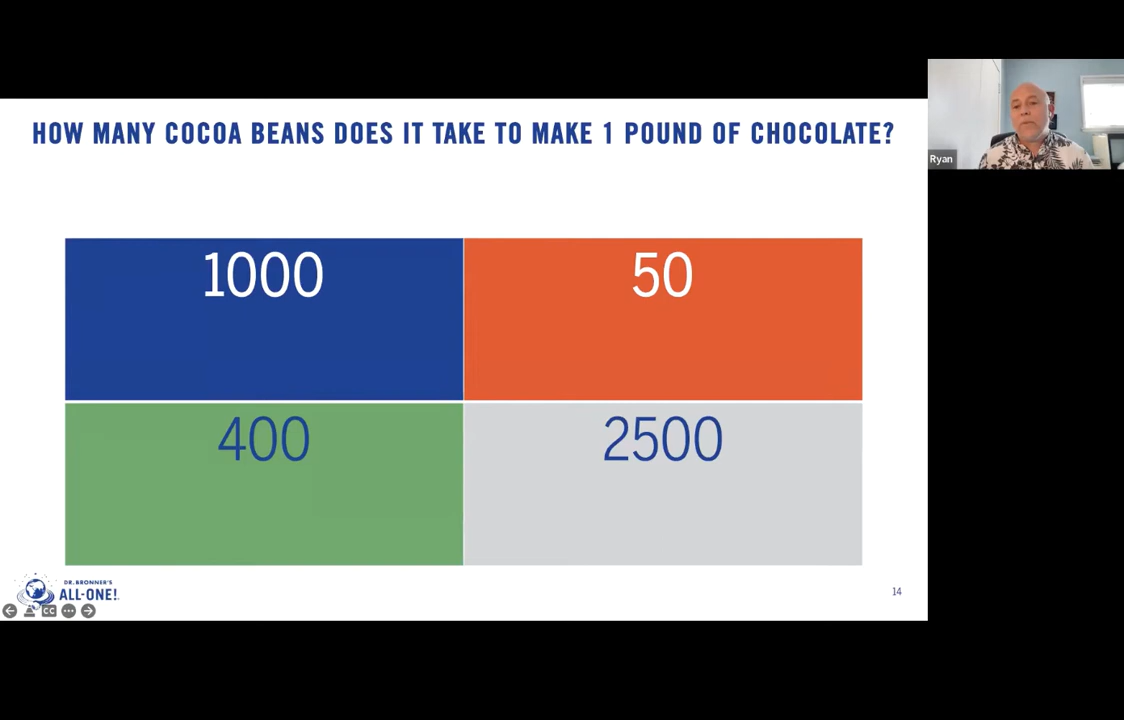 HOW MANY COCOA BEANS DOES IT TAKE TO MAKE 1 POUND OF CHOCOLATE?
Ryan
1000
50
400
2500
DR. BRONNER'S
ALL-ONE!
14
CC